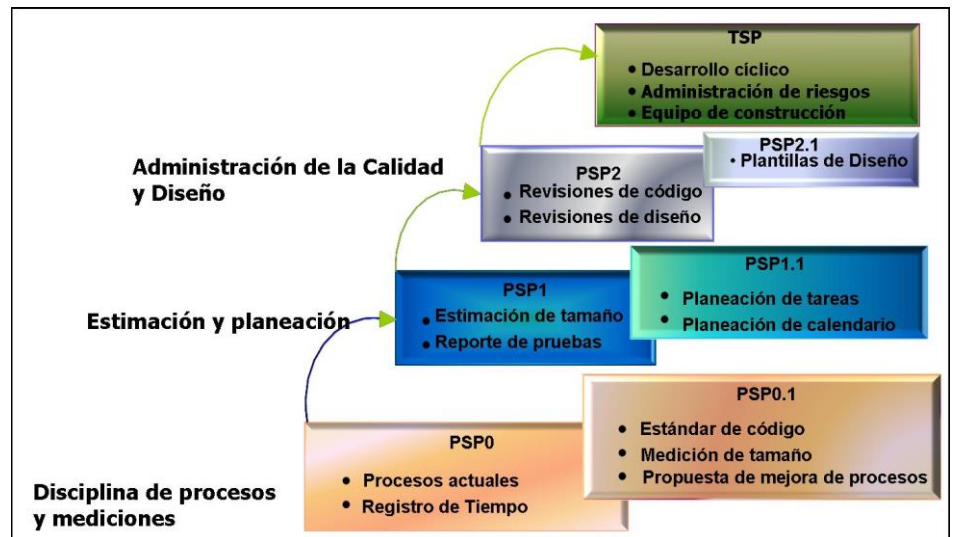 TSP
• Desarrollo cíclico
• Administración de riesgos
• Equipo de construcción
Administración de la Calidad
y Diseño
PSP2
• Revisiones de código
• Revisiones de diseño
PSP2.1
• Plantillas de Diseño
Estimación y planeación
PSP1
• Estimación de tamaño
• Reporte de pruebas
PSP1.1
• Planeación de tareas
• Planeación de calendario
Disciplina de procesos
y mediciones
PSP0
• Procesos actuales
• Registro de Tiempo
PSP0.1
• Estándar de código
• Medición de tamaño
• Propuesta de mejora de procesos